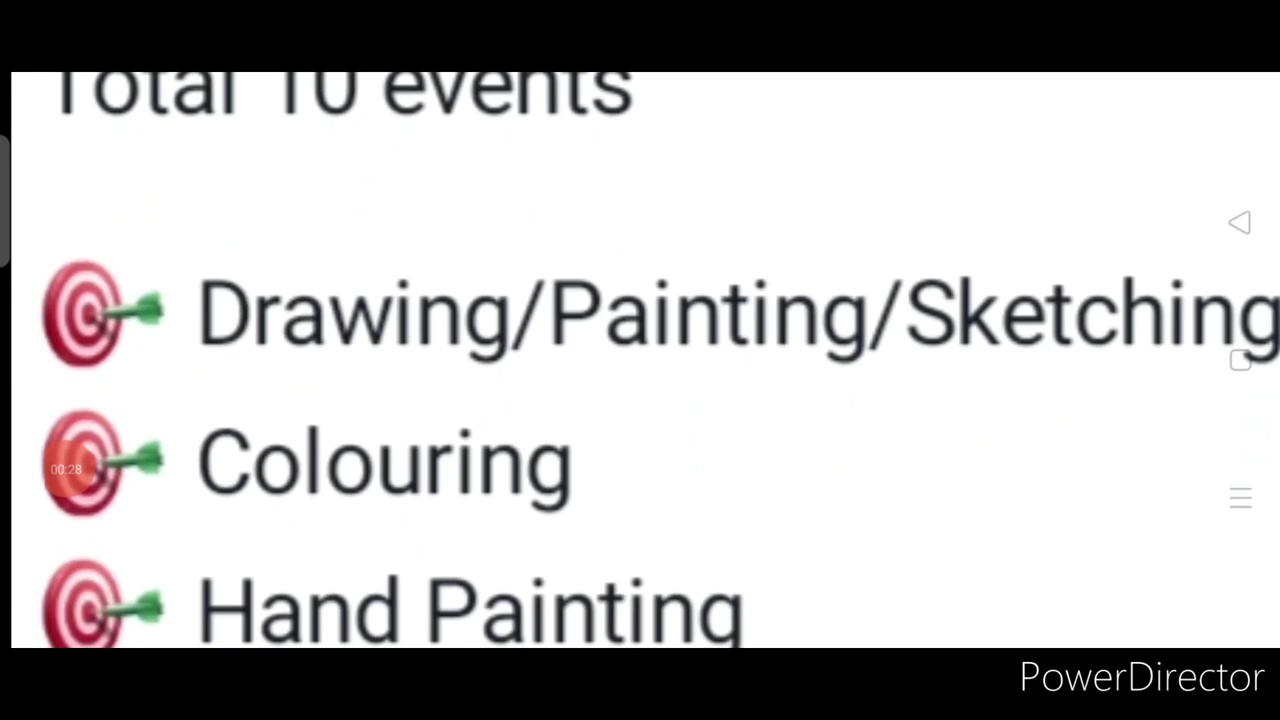 Total 10 events
Drawing/Painting/Sketching
Colouring
00:28
Hand Painting
PowerDirector